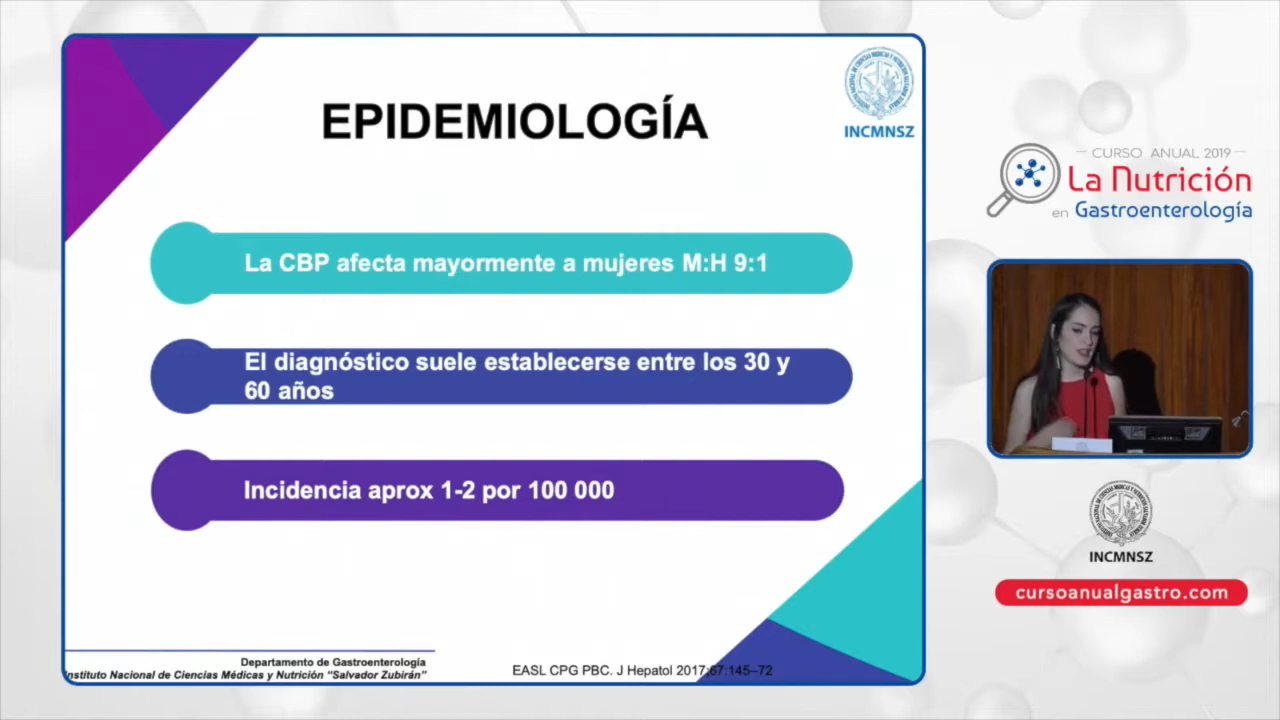 EPIDEMIOLOGÍA
INCMNSZ
La CBP afecta mayormente a mujeres M:H 9:1
El diagnóstico suele establecerse entre los 30 y
60 años
Incidencia aprox 1-2 por 100 000
Departamento de Gastroenterología
nstituto Nacional de Ciencias Médicas y Nutrición “Salvador Zubirán”
EASL CPG PBC. J Hepatol 2017;67:145–72
CURSO ANUAL 2019
La Nutrición
en Gastroenterología
INCMNSZ
cursoanualgastro.com